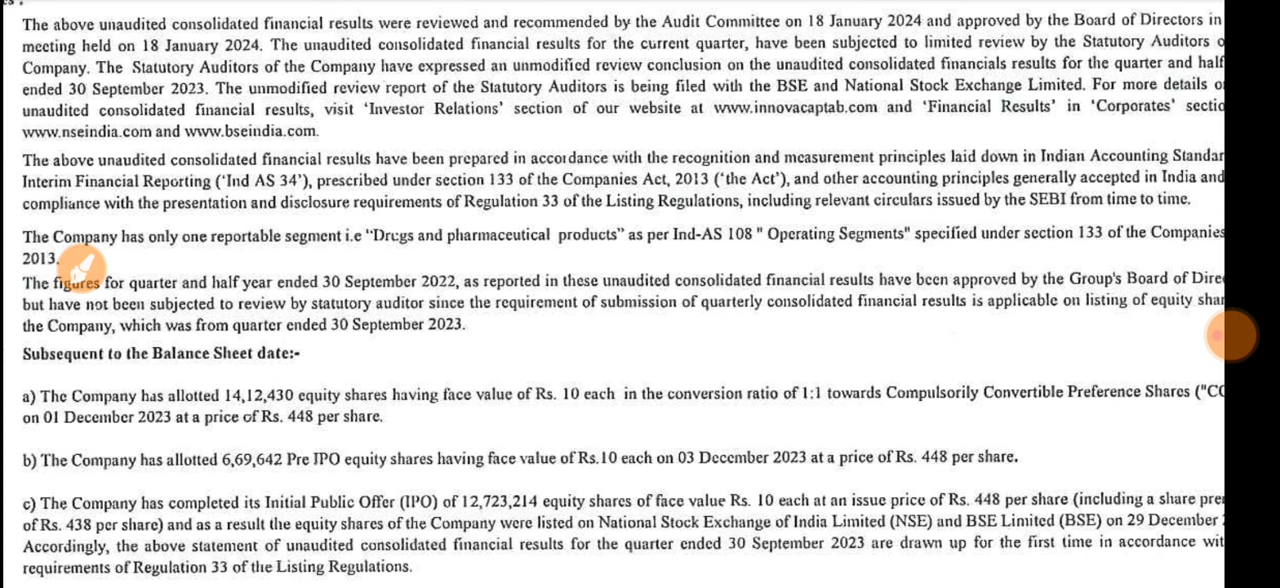 The above unaudited consolidated financial results were reviewed and recommended by the Audit Committee on 18 January 2024 and approved by the Board of Directors in
meeting held on 18 January 2024. The unaudited consolidated financial results for the current quarter, have been subjected to limited review by the Statutory Auditors
Company. The Statutory Auditors of the Company have expressed an unmodified review conclusion on the unaudited consolidated financials results for the quarter and half
ended 30 September 2023. The unmodified review report of the Statutory Auditors is being filed with the BSE and National Stock Exchange Limited. For more details
unaudited consolidated financial results, visit ‘Investor Relations’ section of our website at www.innovacaptab.com and ‘Financial Results’ in ‘Corporates’
www.nseindia.com and www.bseindia.com.
The above unaudited consolidated financial results have been prepared in accordance with the recognition and measurement principles laid down in Indian Accounting
Interim Financial Reporting (‘Ind AS 34’), prescribed under section 133 of the Companies Act, 2013 (‘the Act’), and other accounting principles generally accepted in India and
compliance with the presentation and disclosure requirements of Regulation 33 of the Listing Regulations, including relevant circulars issued by the SEBI from time to time.
The Company has only one reportable segment i.e “Drugs and pharmaceutical products” as per Ind-AS 108 " Operating Segments" specified under section 133 of the Companies
2013.
The figures for quarter and half year ended 30 September 2022, as reported in these unaudited consolidated financial results have been approved by the Group's Board of
but have not been subjected to review by statutory auditor since the requirement of submission of quarterly consolidated financial results is applicable on listing of equity
the Company, which was from quarter ended 30 September 2023.
Subsequent to the Balance Sheet date:-
a) The Company has allotted 14,12,430 equity shares having face value of Rs. 10 each in the conversion ratio of 1:1 towards Compulsorily Convertible Preference Shares
on 01 December 2023 at a price of Rs. 448 per share.
b) The Company has allotted 6,69,642 Pre IPO equity shares having face value of Rs.10 each on 03 December 2023 at a price of Rs. 448 per share.
c) The Company has completed its Initial Public Offer (IPO) of 12,723,214 equity shares of face value Rs. 10 each at an issue price of Rs. 448 per share (including a share
of Rs. 438 per share) and as a result the equity shares of the Company were listed on National Stock Exchange of India Limited (NSE) and BSE Limited (BSE) on 29 December
Accordingly, the above statement of unaudited consolidated financial results for the quarter ended 30 September 2023 are drawn up for the first time in accordance
requirements of Regulation 33 of the Listing Regulations.